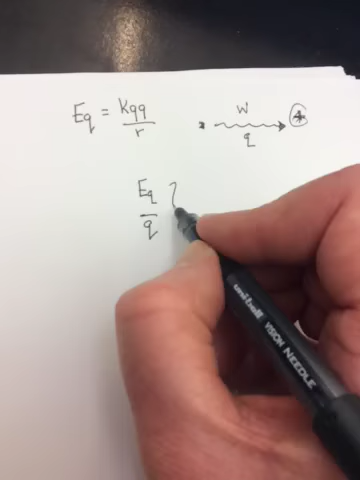 Eq = kqq/r
W
+
q
Eq/q
uniball VISION NEEDLE